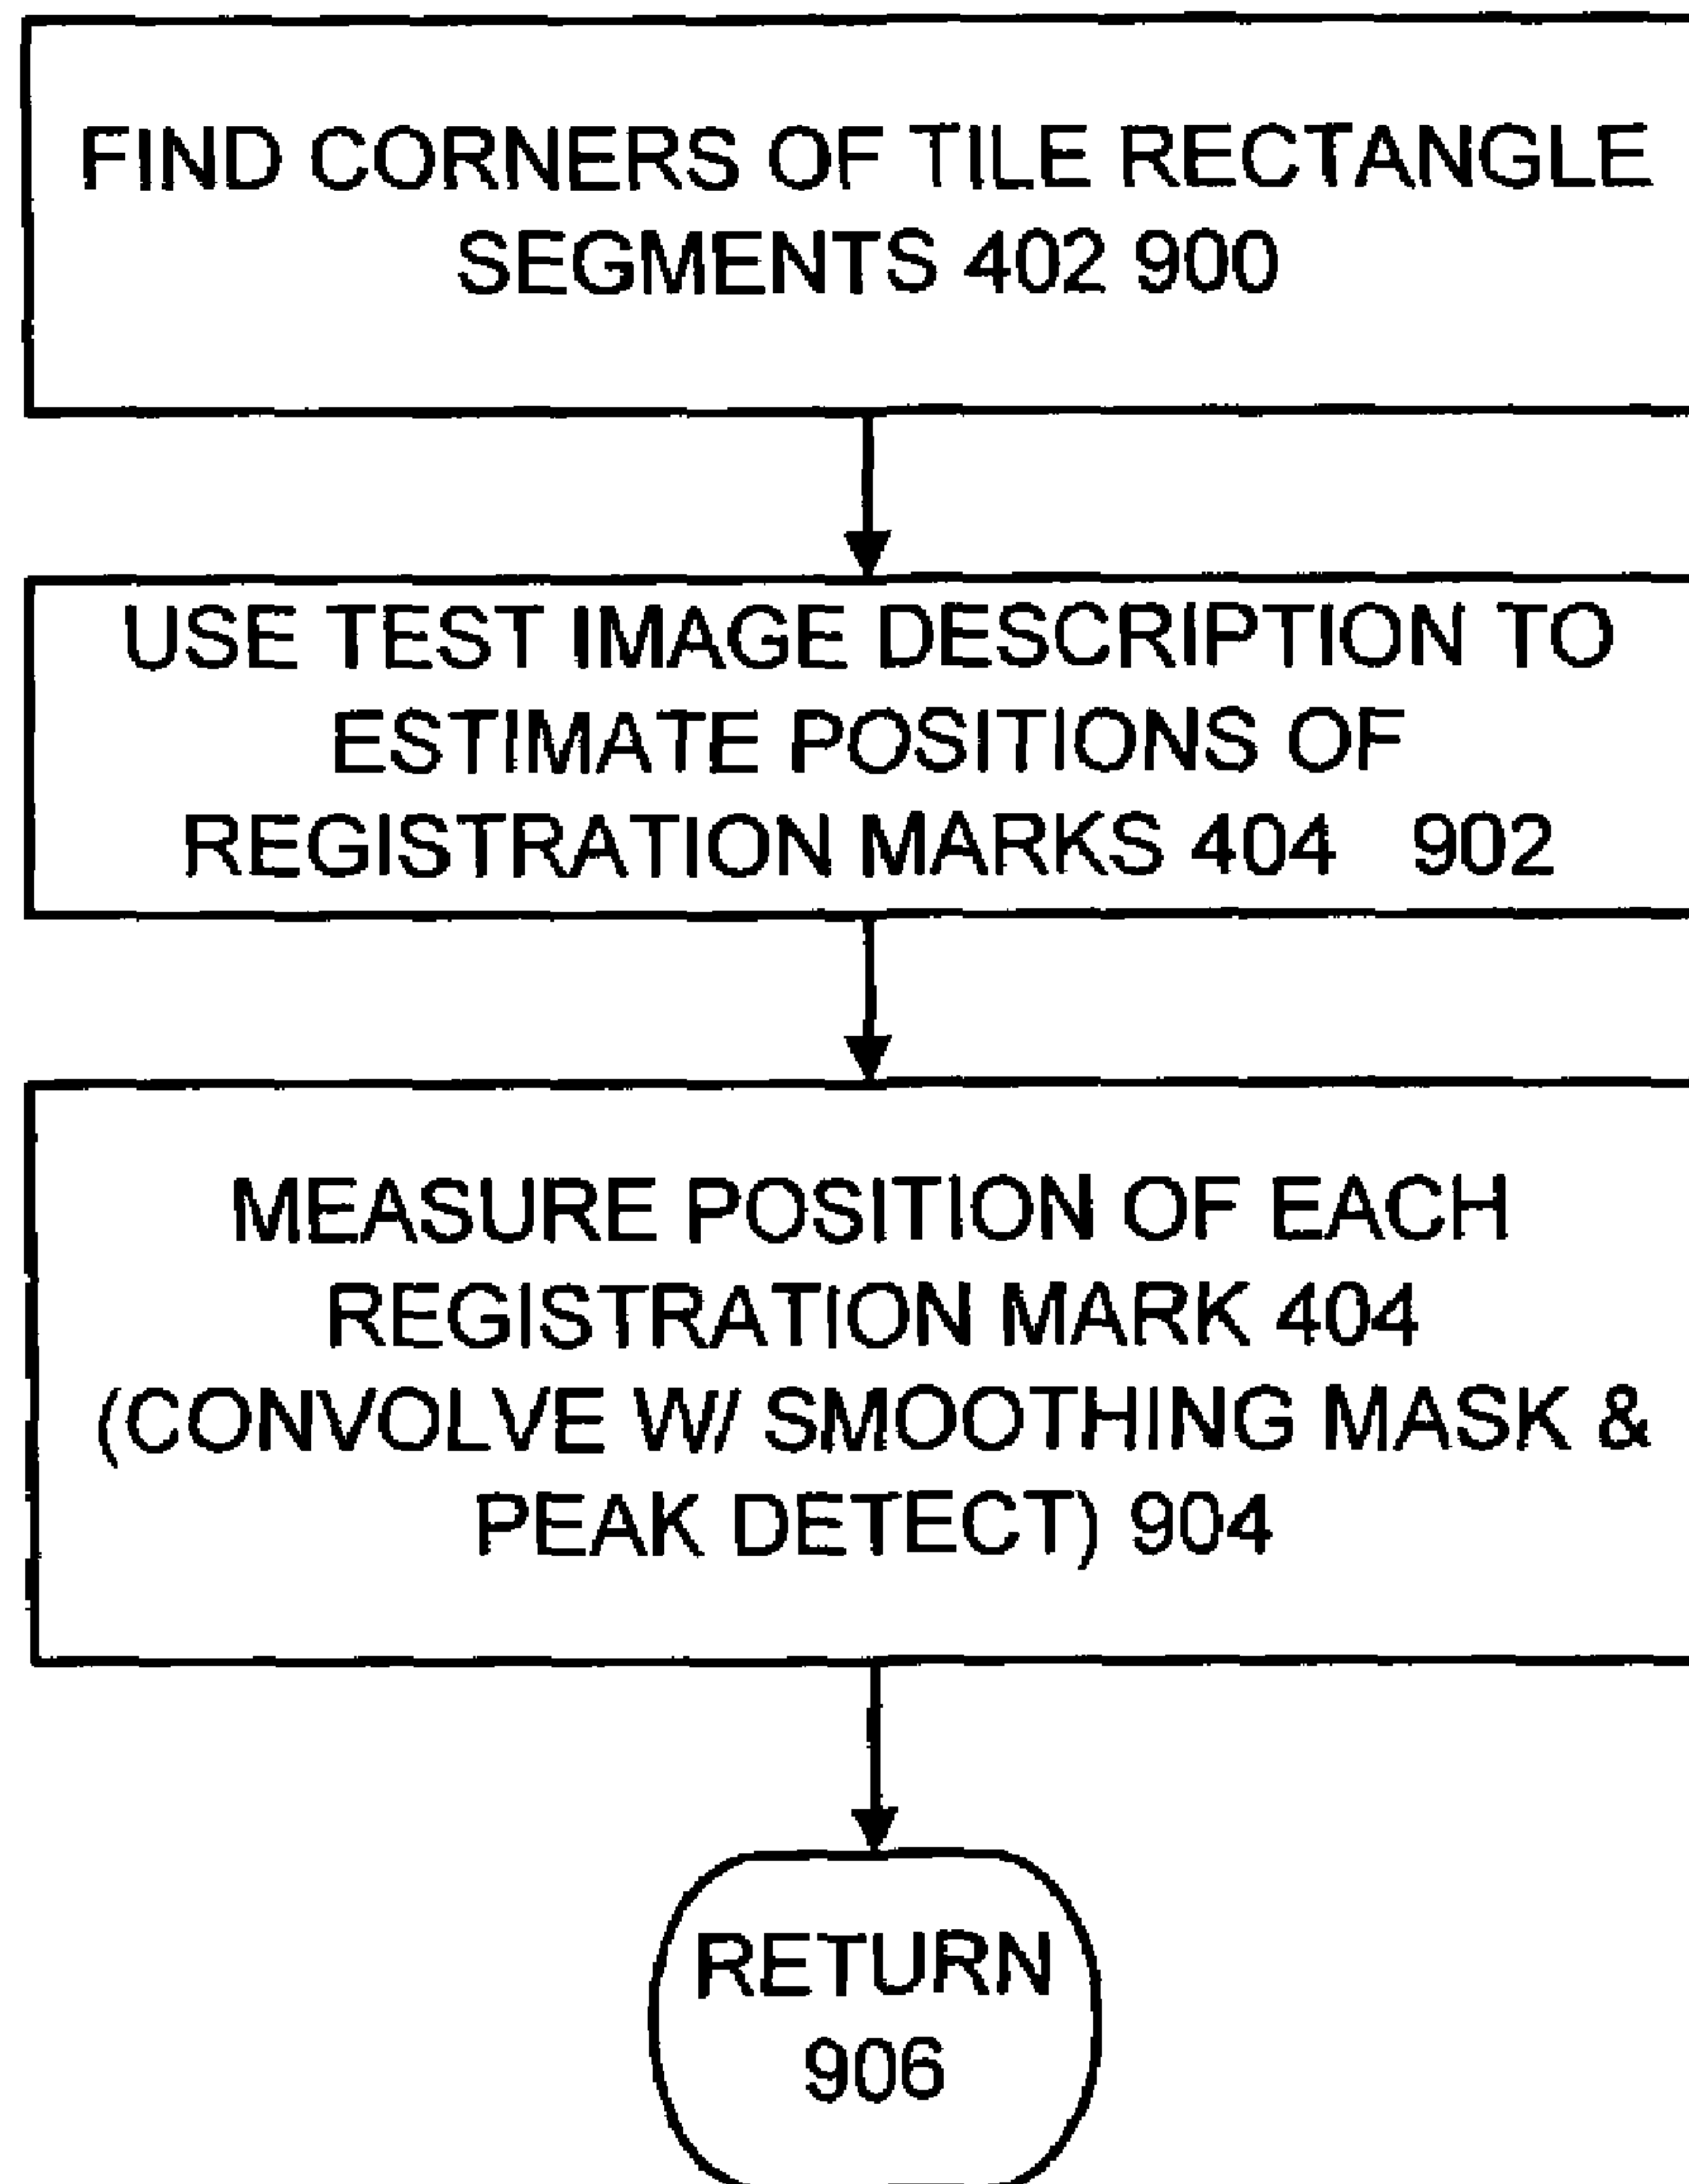 FIND CORNERS OF TILE RECTANGLE
SEGMENTS 402 900
USE TEST IMAGE DESCRIPTION TO
ESTIMATE POSITIONS OF
REGISTRATION MARKS 404 902
MEASURE POSITION OF EACH
REGISTRATION MARK 404
(CONVOLVE W/ SMOOTHING MASK &
PEAK DETECT) 904
RETURN
906